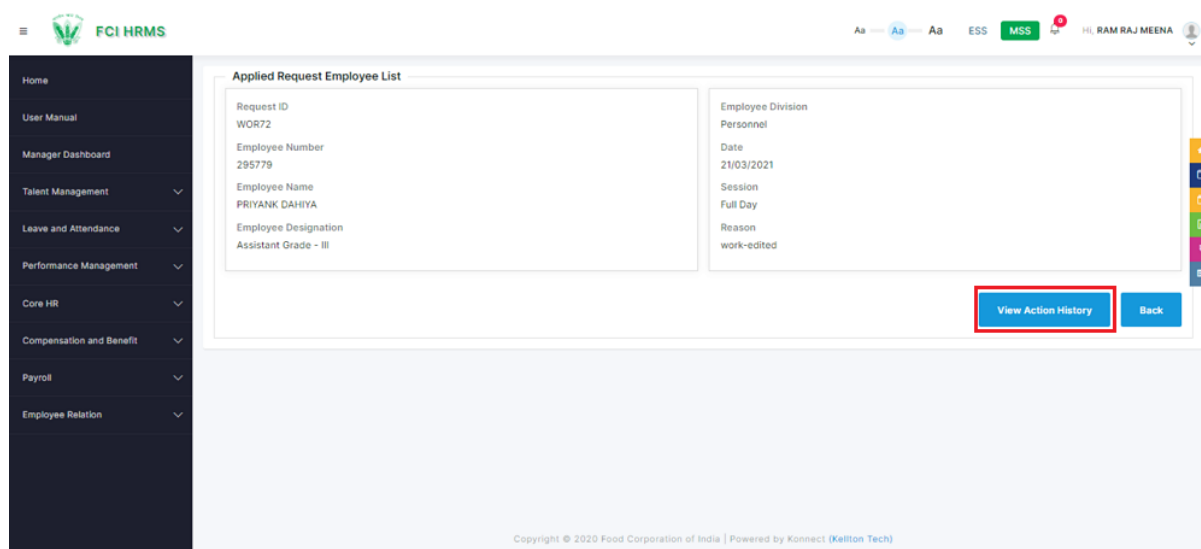 FCI HRMS
Aa Aa Aa ESS MSS 0 Hi, RAM RAJ MEENA
Home
User Manual
Manager Dashboard
Talent Management
Leave and Attendance
Performance Management
Core HR
Compensation and Benefit
Payroll
Employee Relation
Applied Request Employee List
Request ID
WOR72
Employee Number
295779
Employee Name
PRIYANK DAHIYA
Employee Designation
Assistant Grade - III
Employee Division
Personnel
Date
21/03/2021
Session
Full Day
Reason
work-edited
View Action History Back
Copyright © 2020 Food Corporation of India | Powered by Konnect (Kellton Tech)